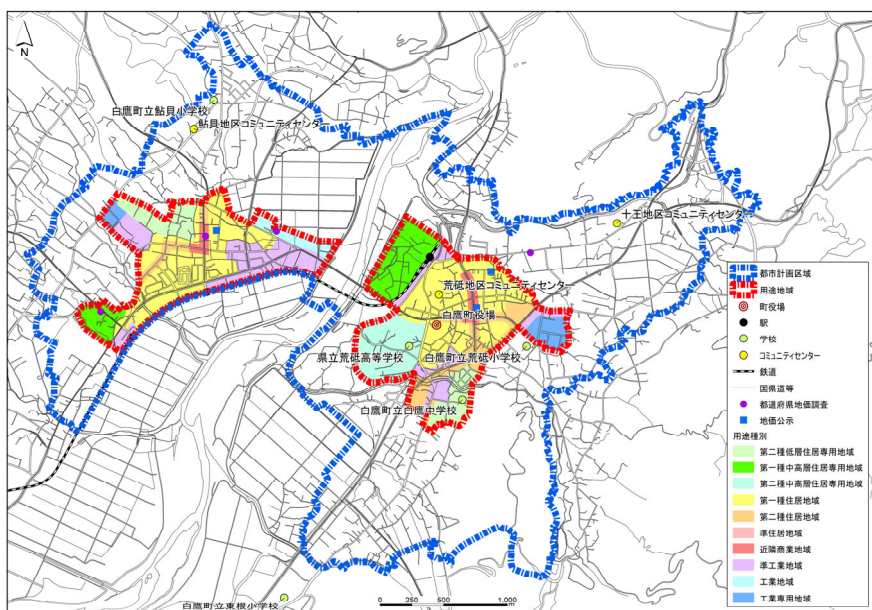 N
白鷹町立鮎貝小学校
鮎貝地区コミュニティセンター
十王地区コミュニティセンター
荒砥地区コミュニティセンタ
白鷹町役場
県立荒砥高等学校
白鷹町立荒砥小学校
白鷹町立白鷹中学校
白鷹町立東根小学校
0 250 500 1,000
m
都市計画区域
用途地域
町役場
駅
学校
コミュニティセンター
鉄道
国県道等
都道府県地価調査
地価公示
用途種別
第二種低層住居専用地域
第一種中高層住居専用地域
第二種中高層住居専用地域
第一種住居地域
第二種住居地域
準住居地域
近隣商業地域
準工業地域
工業地域
工業専用地域